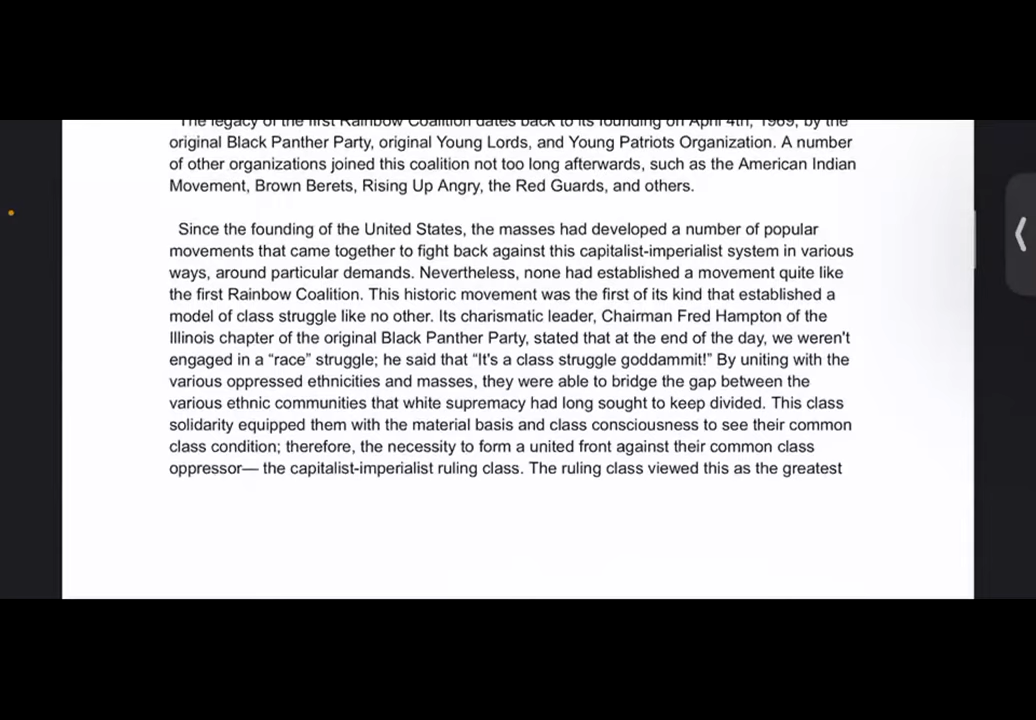 The legacy of the first Rainbow Coalition dates back to its founding on April 4th, 1969, by the
original Black Panther Party, original Young Lords, and Young Patriots Organization. A number
of other organizations joined this coalition not too long afterwards, such as the American Indian
Movement, Brown Berets, Rising Up Angry, the Red Guards, and others.
Since the founding of the United States, the masses had developed a number of popular
movements that came together to fight back against this capitalist-imperialist system in various
ways, around particular demands. Nevertheless, none had established a movement quite like
the first Rainbow Coalition. This historic movement was the first of its kind that established a
model of class struggle like no other. Its charismatic leader, Chairman Fred Hampton of the
Illinois chapter of the original Black Panther Party, stated that at the end of the day, we weren't
engaged in a “race” struggle; he said that “It's a class struggle goddammit!” By uniting with the
various oppressed ethnicities and masses, they were able to bridge the gap between the
various ethnic communities that white supremacy had long sought to keep divided. This class
solidarity equipped them with the material basis and class consciousness to see their common
class condition; therefore, the necessity to form a united front against their common class
oppressor— the capitalist-imperialist ruling class. The ruling class viewed this as the greatest